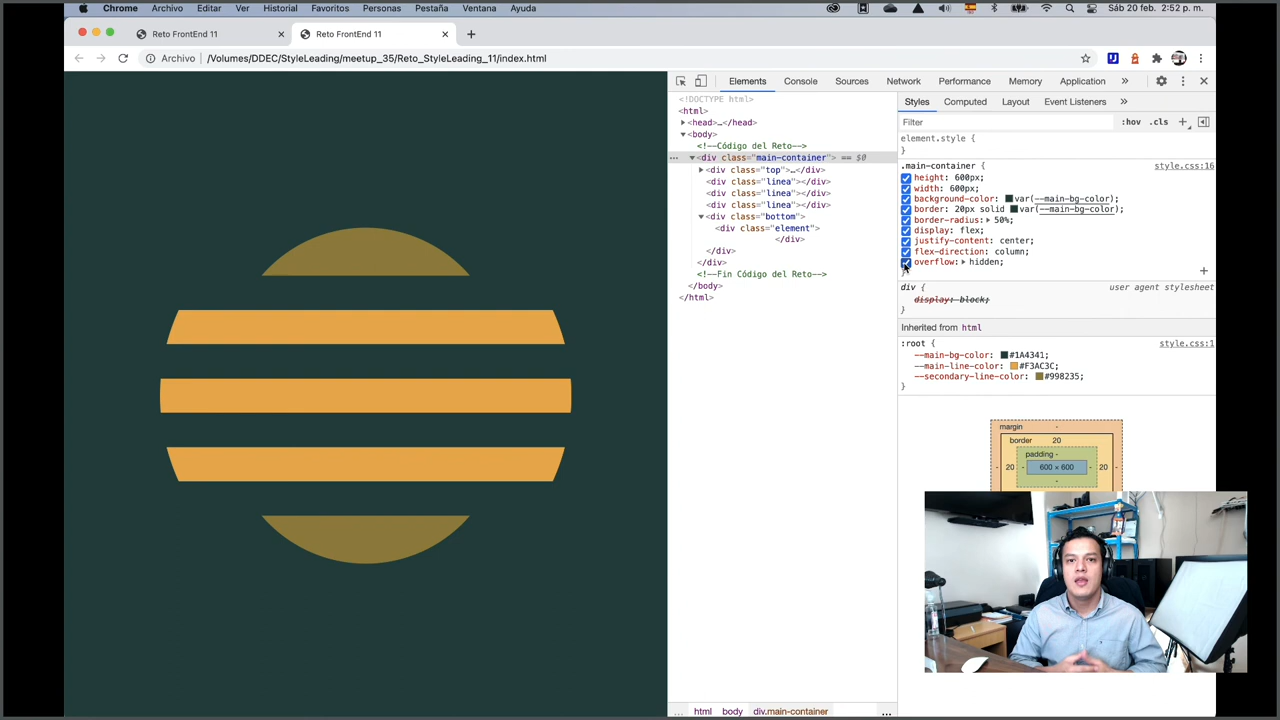 Chrome Archivo Editar Ver Historial Favoritos Personas Pestaña Ventana Ayuda Sáb 20 feb. 2:52 p. m.
Reto FrontEnd 11 × Reto FrontEnd 11 × +
Archivo /Volumes/DDEC/StyleLeading/meetup_35/Reto_StyleLeading_11/index.html
Elements Console Sources Network Performance Memory Application »
<!DOCTYPE html>
<html>
<head>…</head>
<body>
<!--Código del Reto-->
<div class="main-container"> == $0
<div class="top">…</div>
<div class="linea"></div>
<div class="linea"></div>
<div class="linea"></div>
<div class="bottom">
<div class="element">
</div>
</div>
</div>
<!--Fin Código del Reto-->
</body>
</html>
html body div.main-container …
Styles Computed Layout Event Listeners »
Filter :hov .cls +
element.style {
}
.main-container { style.css:16
height: 600px;
width: 600px;
background-color: var(--main-bg-color);
border: 20px solid var(--main-bg-color);
border-radius: 50%;
display: flex;
justify-content: center;
flex-direction: column;
overflow: hidden;
}
div { user agent stylesheet
display: block;
}
Inherited from html
:root { style.css:1
--main-bg-color: #1A4341;
--main-line-color: #F3AC3C;
--secondary-line-color: #998235;
}
margin -
border 20
padding -
- 20 - 600 × 600 - 20 -
-